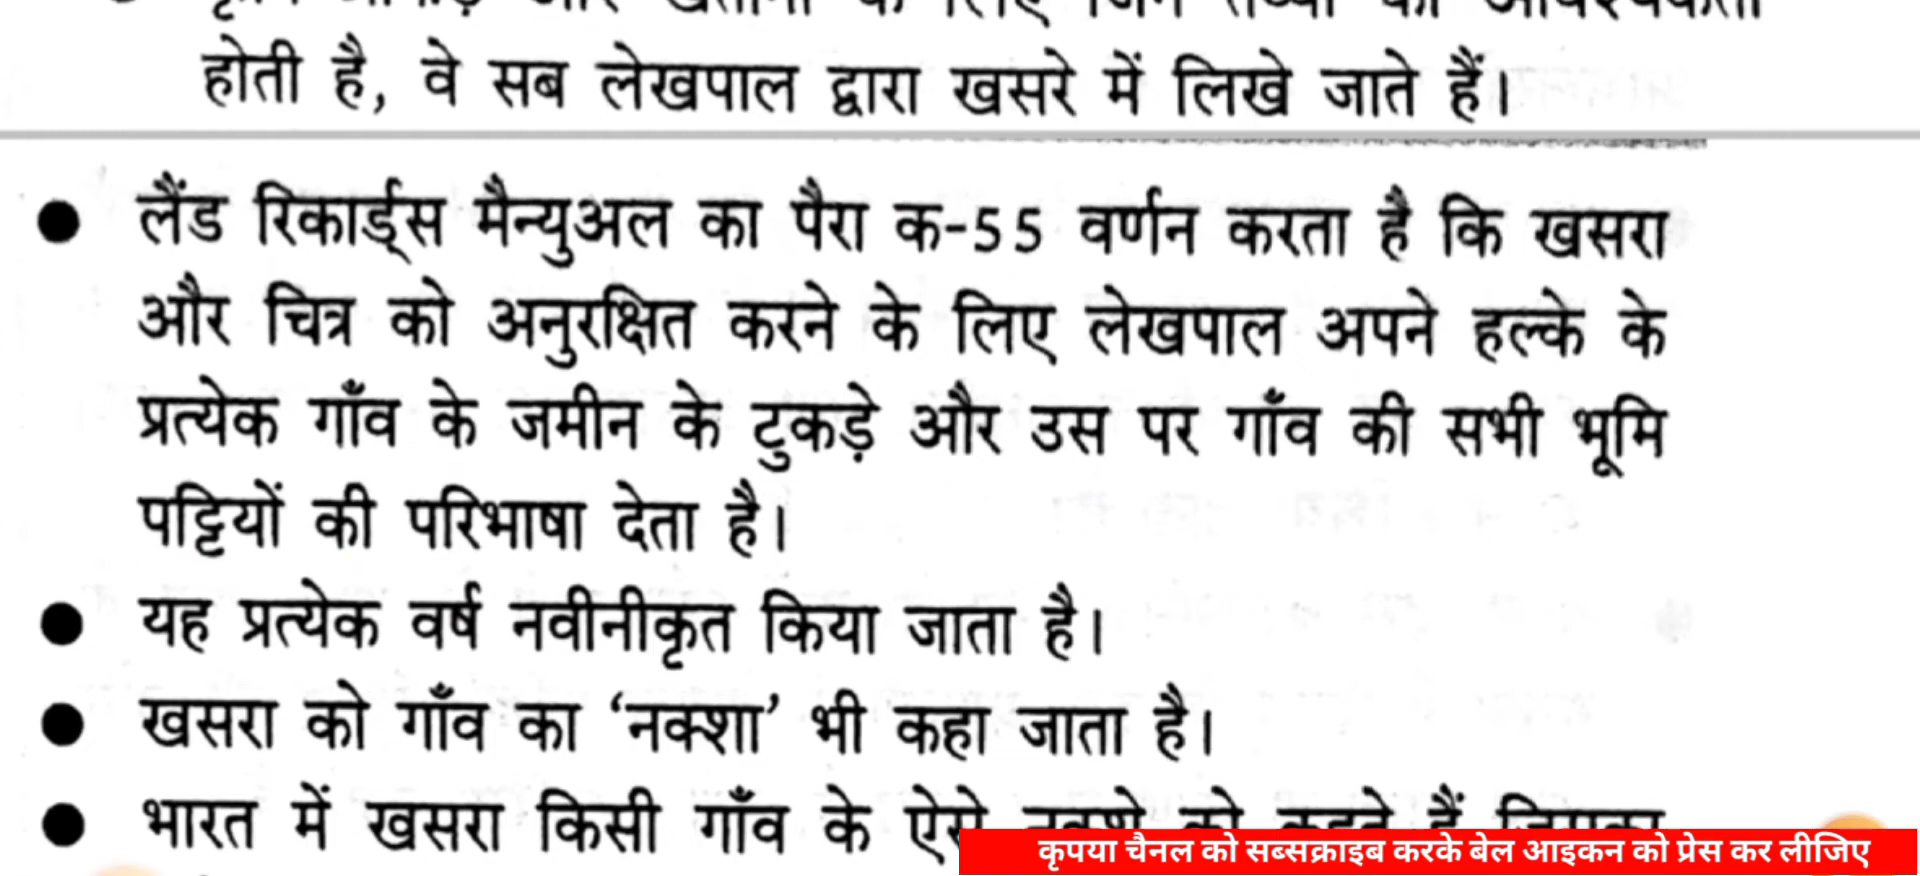 होती है, वे सब लेखपाल द्वारा खसरे में लिखे जाते हैं।
● लैंड रिकार्ड्स मैन्युअल का पैरा क-55 वर्णन करता है कि खसरा
और चित्र को अनुरक्षित करने के लिए लेखपाल अपने हल्के के
प्रत्येक गाँव के जमीन के टुकड़े और उस पर गाँव की सभी भूमि
पट्टियों की परिभाषा देता है।
● यह प्रत्येक वर्ष नवीनीकृत किया जाता है।
● खसरा को गाँव का ‘नक्शा’ भी कहा जाता है।
● भारत में खसरा किसी गाँव के ऐसे
कृपया चैनल को सब्सक्राइब करके बेल आइकन को प्रेस कर लीजिए